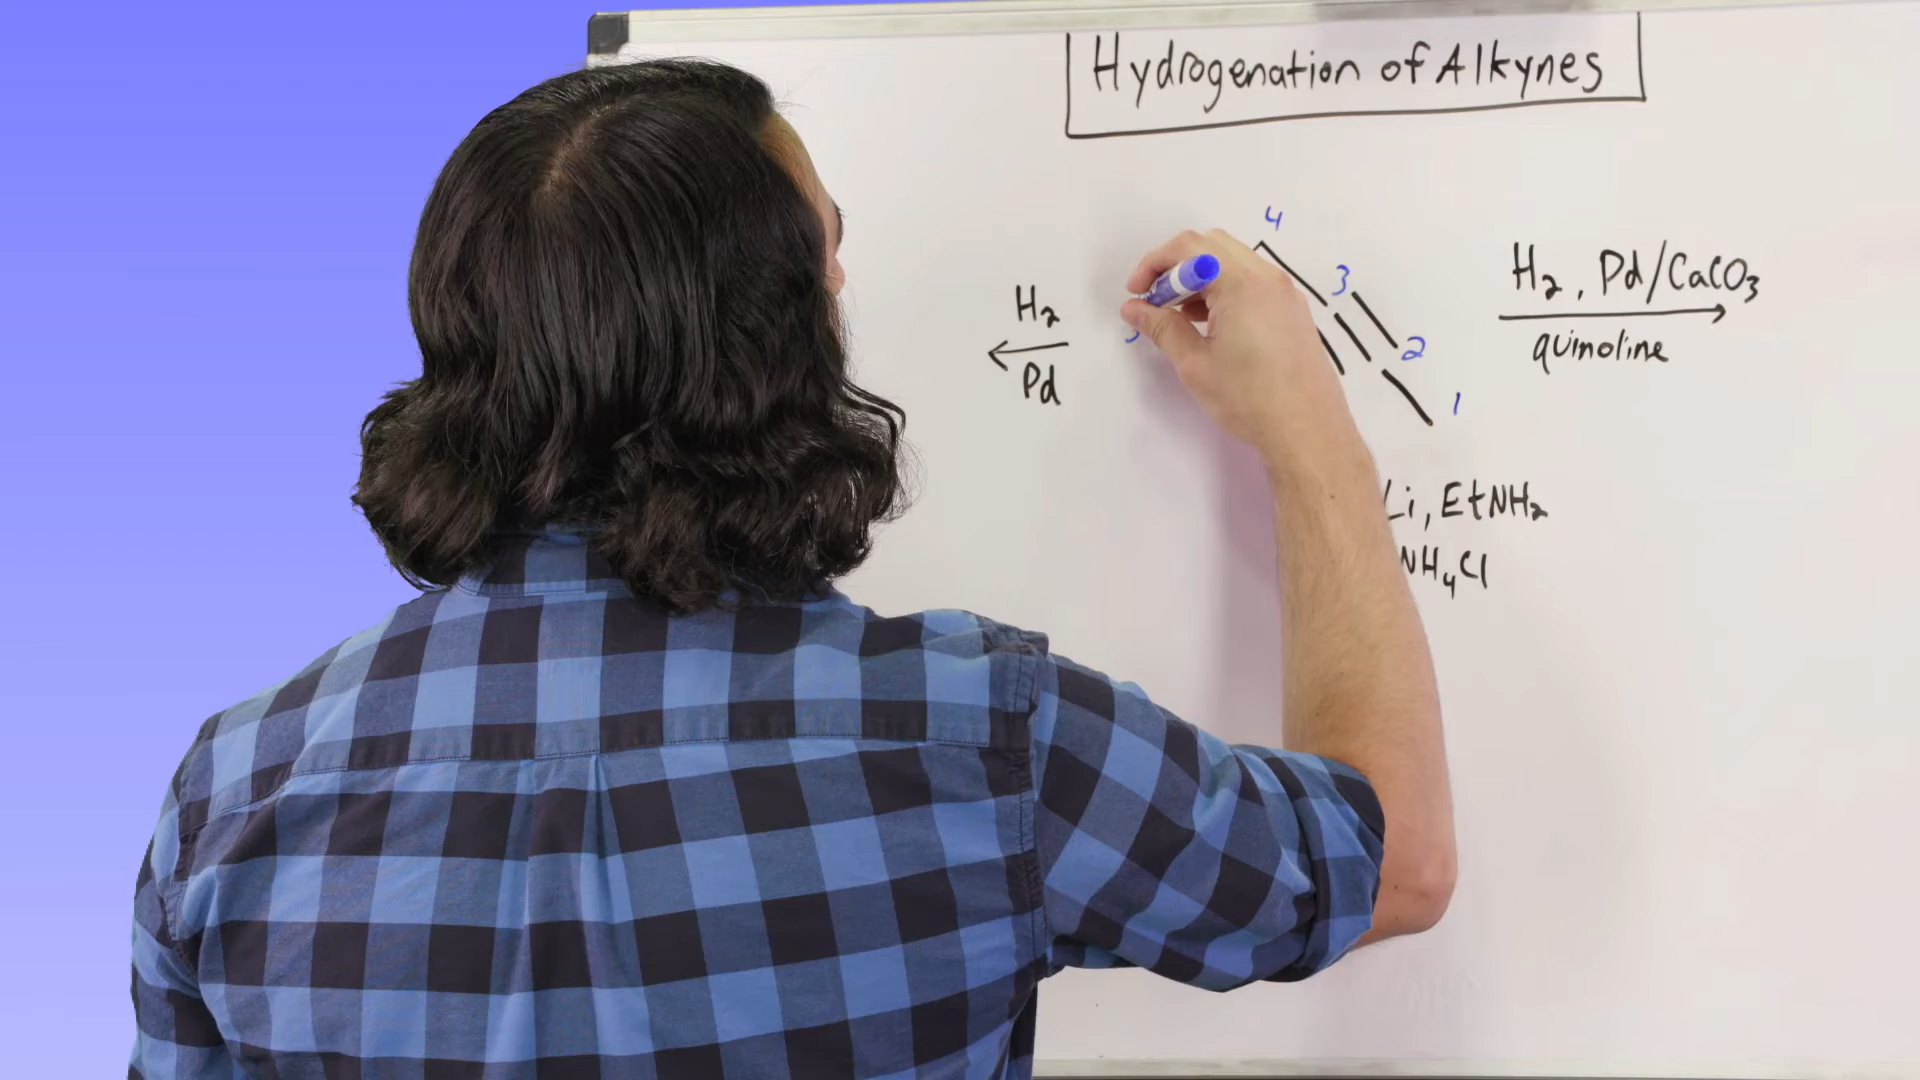 Hydrogenation of Alkynes
4
3
2
1
H₂
Pd
H₂, Pd/CaCO₃
quinoline
Li, EtNH₂
NH₄Cl